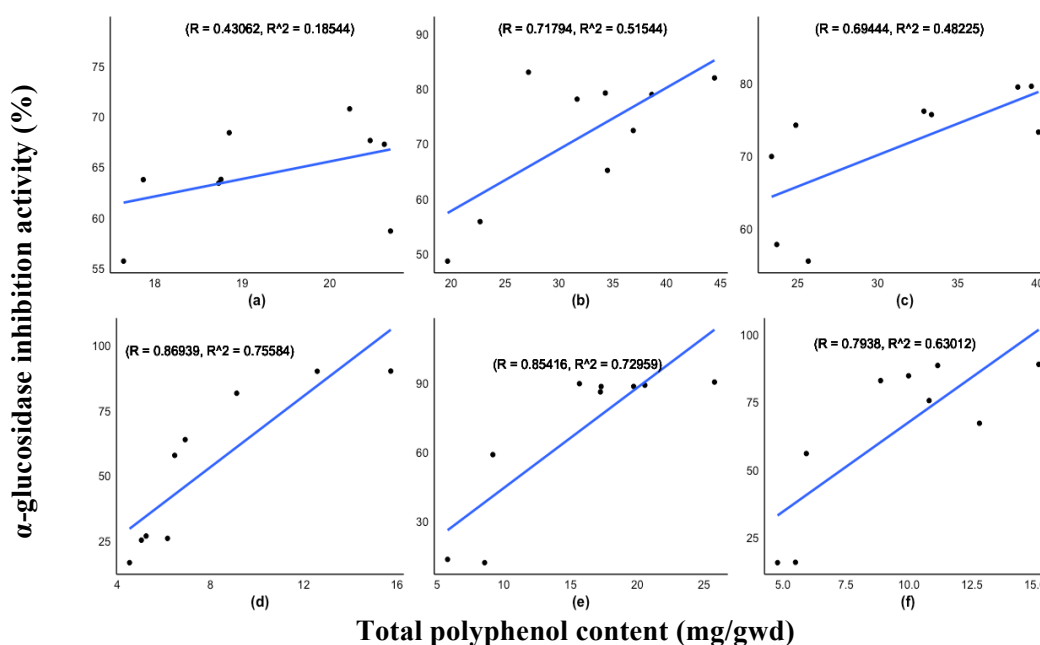 α-glucosidase inhibition activity (%)
(R = 0.43062, R^2 = 0.18544)
75
70
65
60
55
18 19 20
(a)
(R = 0.71794, R^2 = 0.51544)
90
80
70
60
50
20 25 30 35 40 45
(b)
(R = 0.69444, R^2 = 0.48225)
80
70
60
25 30 35 40
(c)
(R = 0.86939, R^2 = 0.75584)
100
75
50
25
4 8 12 16
(d)
(R = 0.85416, R^2 = 0.72959)
90
60
30
10 15 20 25
(e)
(R = 0.7938, R^2 = 0.63012)
100
75
50
25
5.0 7.5 10.0 12.5 15.0
(f)
Total polyphenol content (mg/gwd)